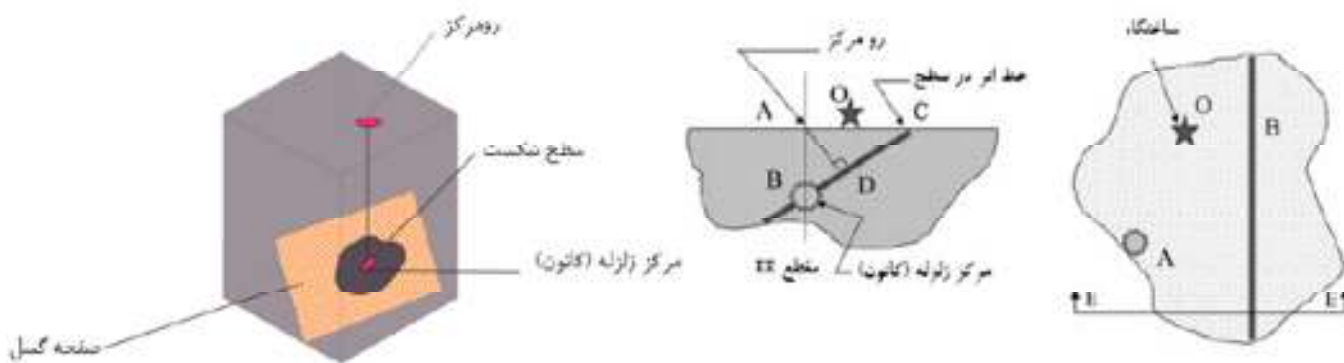 رومرکز
سطح شکست
مرکز زلزله (کانون)
صفحه گسل
رو مرکز
خط اثر در سطح
A
O
C
B
D
مقطع EE
مرکز زلزله (کانون)
ساختگاه
O
B
A
E
E